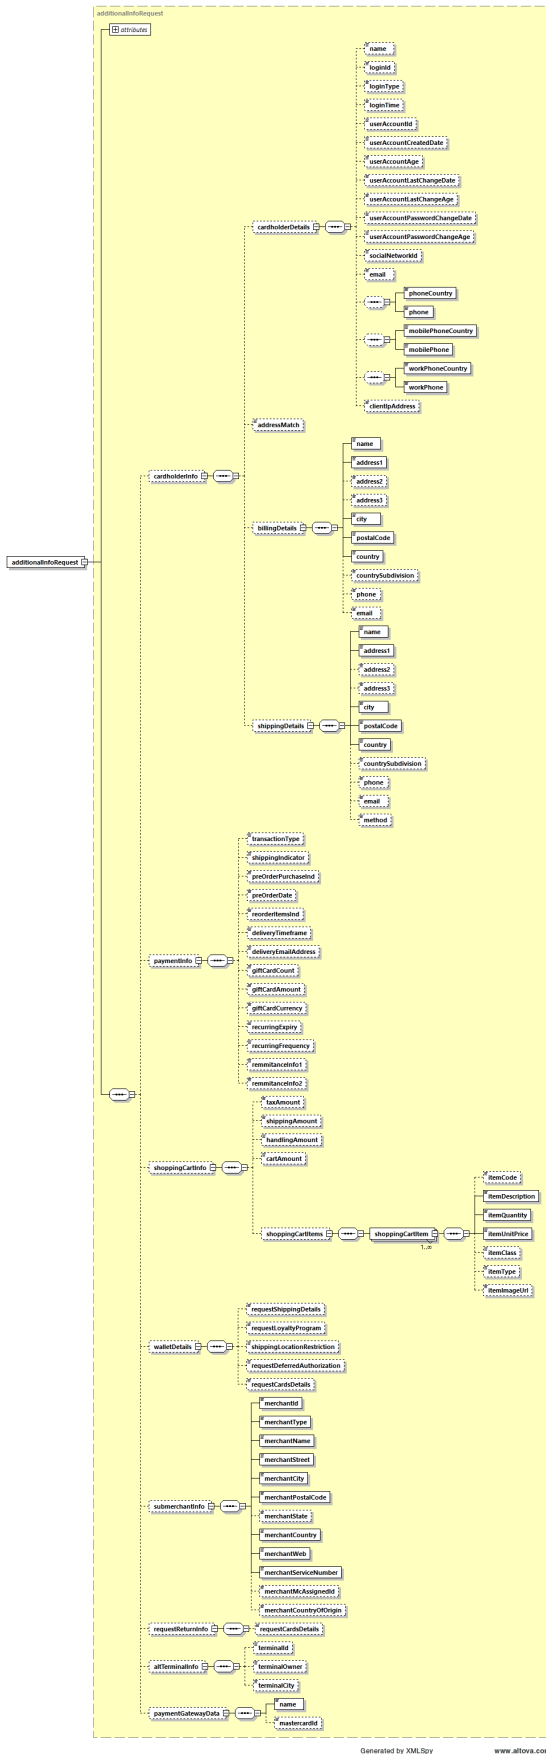 additionalInfoRequest
attributes
name
loginId
loginType
loginTime
userAccountId
userAccountCreatedDate
userAccountAge
userAccountLastChangeDate
userAccountLastChangeAge
userAccountPasswordChangeDate
cardholderDetails
userAccountPasswordChangeAge
socialNetworkId
email
phoneCountry
phone
mobilePhoneCountry
mobilePhone
workPhoneCountry
workPhone
clientIpAddress
addressMatch
name
address1
cardholderInfo
address2
address3
city
billingDetails
postalCode
country
additionalInfoRequest
countrySubdivision
phone
email
name
address1
address2
address3
city
shippingDetails
postalCode
country
countrySubdivision
phone
email
method
transactionType
shippingIndicator
preOrderPurchaseInd
preOrderDate
reorderItemsInd
deliveryTimeframe
deliveryEmailAddress
paymentInfo
giftCardCount
giftCardAmount
giftCardCurrency
recurringExpiry
recurringFrequency
remmitanceInfo1
remmitanceInfo2
taxAmount
shippingAmount
handlingAmount
cartAmount
shoppingCartInfo
itemCode
itemDescription
itemQuantity
shoppingCartItems
shoppingCartItem
itemUnitPrice
1..∞
itemClass
itemType
itemImageUrl
requestShippingDetails
requestLoyaltyProgram
walletDetails
shippingLocationRestriction
requestDeferredAuthorization
requestCardsDetails
merchantId
merchantType
merchantName
merchantStreet
merchantCity
merchantPostalCode
submerchantInfo
merchantState
merchantCountry
merchantWeb
merchantServiceNumber
merchantMcAssignedId
merchantCountryOfOrigin
requestReturnInfo
requestCardsDetails
terminalId
altTerminalInfo
terminalOwner
terminalCity
name
paymentGatewayData
mastercardId
Generated by XMLSpy
www.altova.co